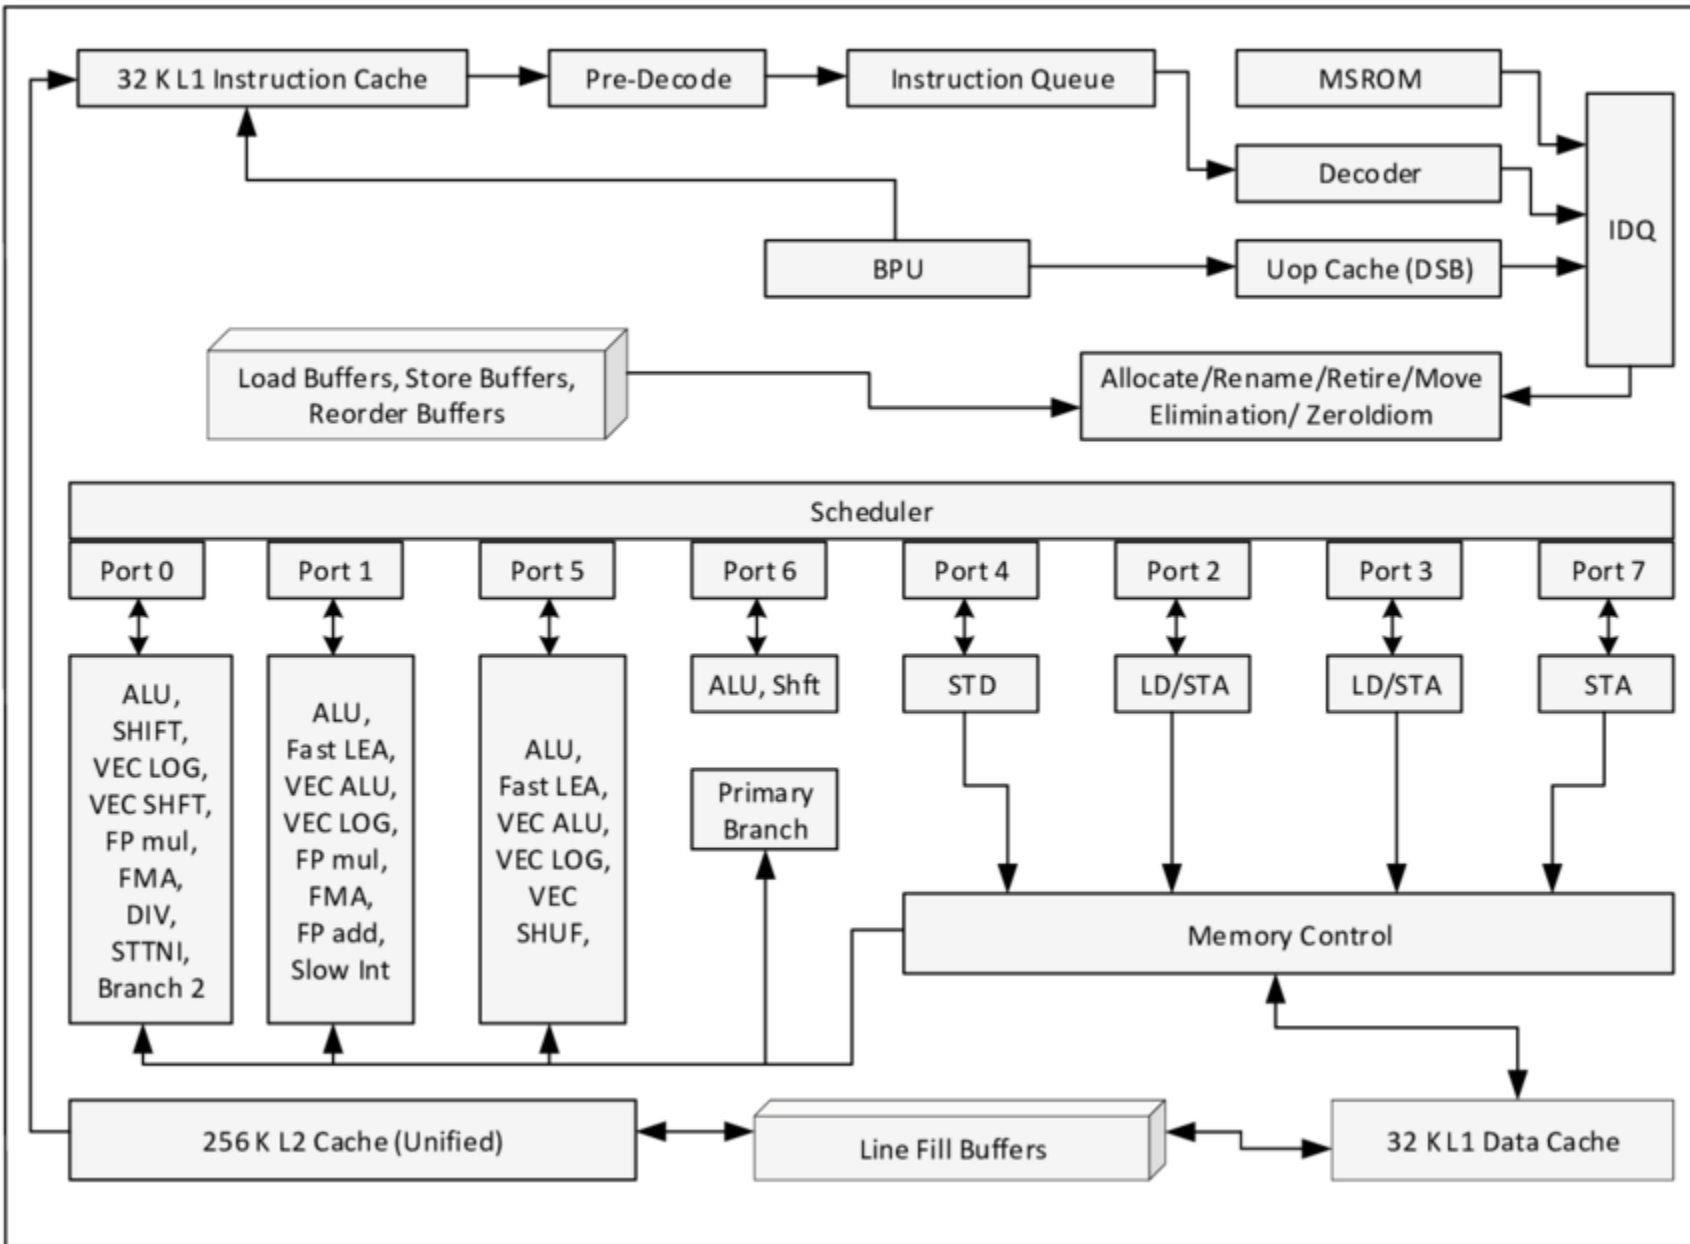 32 K L1 Instruction Cache
Pre-Decode
Instruction Queue
MSROM
Decoder
IDQ
BPU
Uop Cache (DSB)
Load Buffers, Store Buffers,
Reorder Buffers
Allocate/Rename/Retire/Move
Elimination/ ZeroIdiom
Scheduler
Port 0
Port 1
Port 5
Port 6
Port 4
Port 2
Port 3
Port 7
ALU,
SHIFT,
VEC LOG,
VEC SHFT,
FP mul,
FMA,
DIV,
STTNI,
Branch 2
ALU,
Fast LEA,
VEC ALU,
VEC LOG,
FP mul,
FMA,
FP add,
Slow Int
ALU,
Fast LEA,
VEC ALU,
VEC LOG,
VEC
SHUF,
ALU, Shft
Primary
Branch
STD
LD/STA
LD/STA
STA
Memory Control
256 K L2 Cache (Unified)
Line Fill Buffers
32 K L1 Data Cache